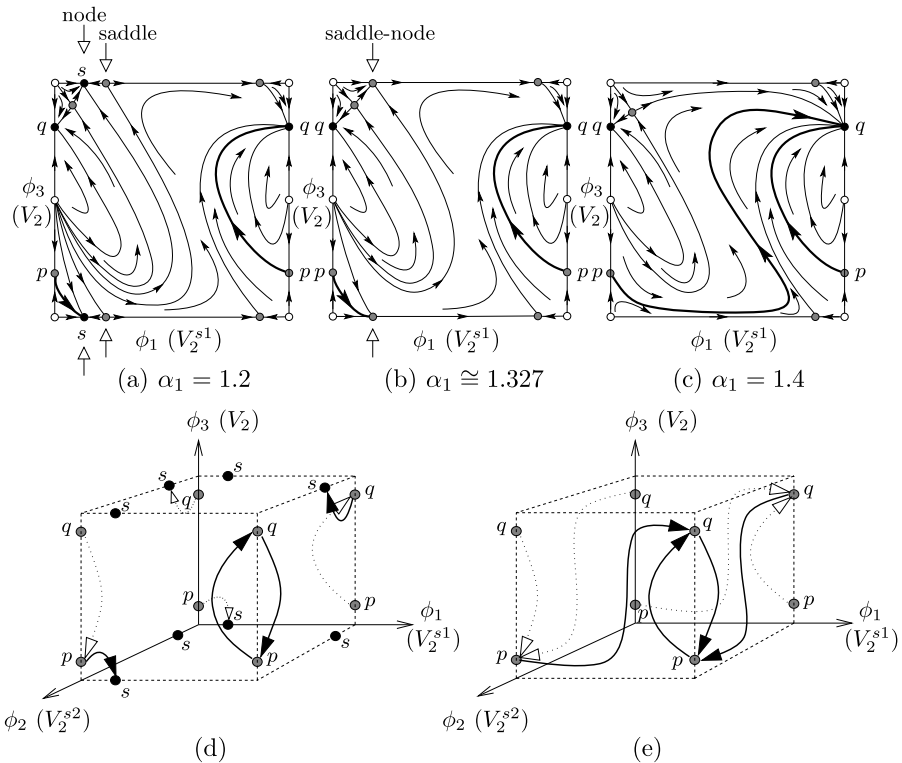 node
saddle
s
saddle-node
q
q q
q q
q
ϕ₃
(V₂)
ϕ₃
(V₂)
ϕ₃
(V₂)
p
p p
p p
p
s
ϕ₁ (V₂ˢ¹)
ϕ₁ (V₂ˢ¹)
ϕ₁ (V₂ˢ¹)
(a) α₁ = 1.2
(b) α₁ ≅ 1.327
(c) α₁ = 1.4
ϕ₃ (V₂)
ϕ₃ (V₂)
s
s
s
q
q
q
q
p
s
p
s
s
p
p
s
ϕ₁
(V₂ˢ¹)
ϕ₂ (V₂ˢ²)
q
q
q
q
p
p
p
p
ϕ₁
(V₂ˢ¹)
ϕ₂ (V₂ˢ²)
(d)
(e)